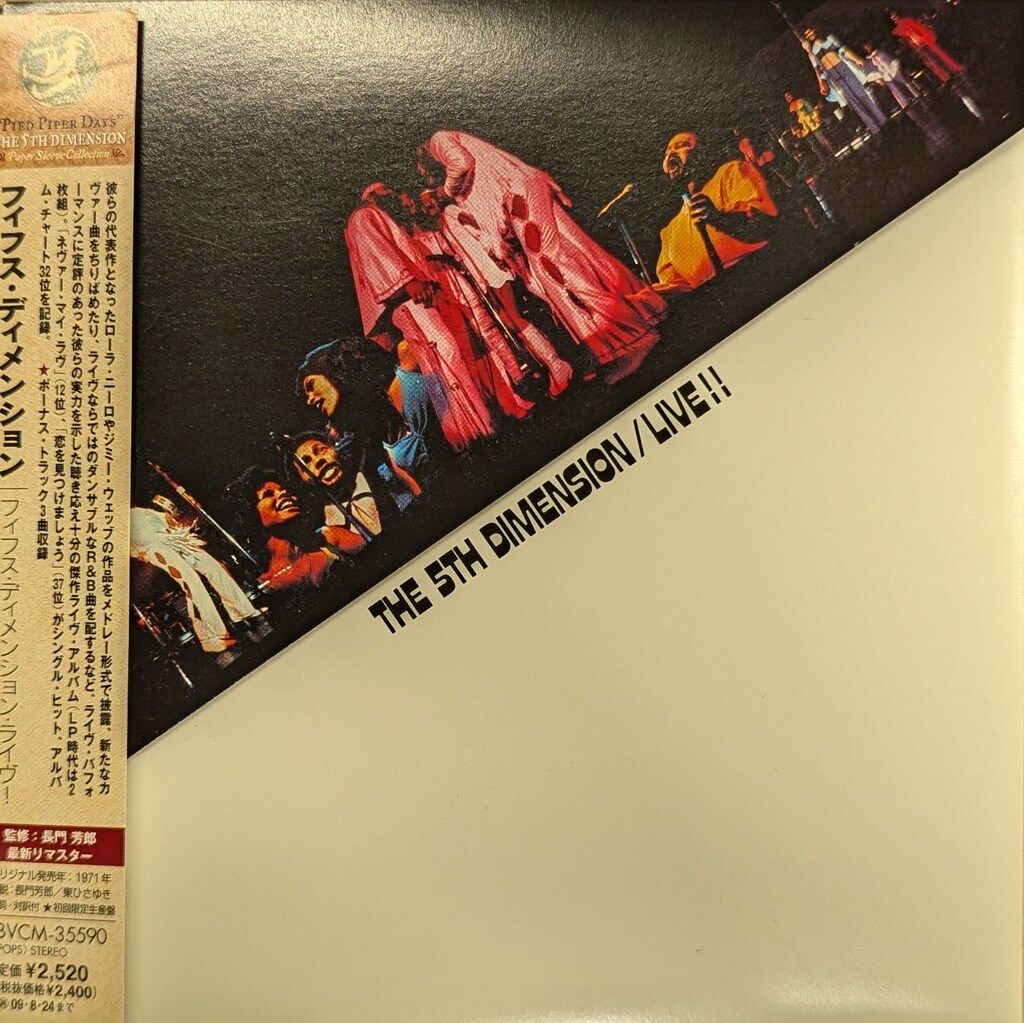 "PIED PIPER DAYS"
THE 5TH DIMENSION
Paper Sleeve Collection
彼らの代表作となったローラ・ニーロやジミー・ウェッブの作品をメドレー形式で披露、新たな力
ヴァー曲をちりばめたり、ライヴならではのダンサブルなR&B曲を配するなど、ライヴ・パフォ
ーマンスに定評のあった彼らの実力を示した聴き応え十分の傑作ライヴ・アルバム(LP時代は2
枚組)。「ネヴァー・マイ・ラヴ」(12位)、「恋を見つけましょう」(37位)がシングル・ヒット、アルバ
ム・チャート32位を記録。 ★ボーナス・トラック3曲収録
フィフス・ディメンション
フィフス・ディメンション・ライヴ!
監修:長門 芳郎
最新リマスター
リジナル発売年:1971年
説:長門芳郎/東ひさゆき
詞・対訳付 ★初回限定生産盤
BVCM-35590
POPS〉STEREO
定価 ¥2,520
税抜価格¥2,400)
09・8・24まで
THE 5TH DIMENSION/LIVE!!